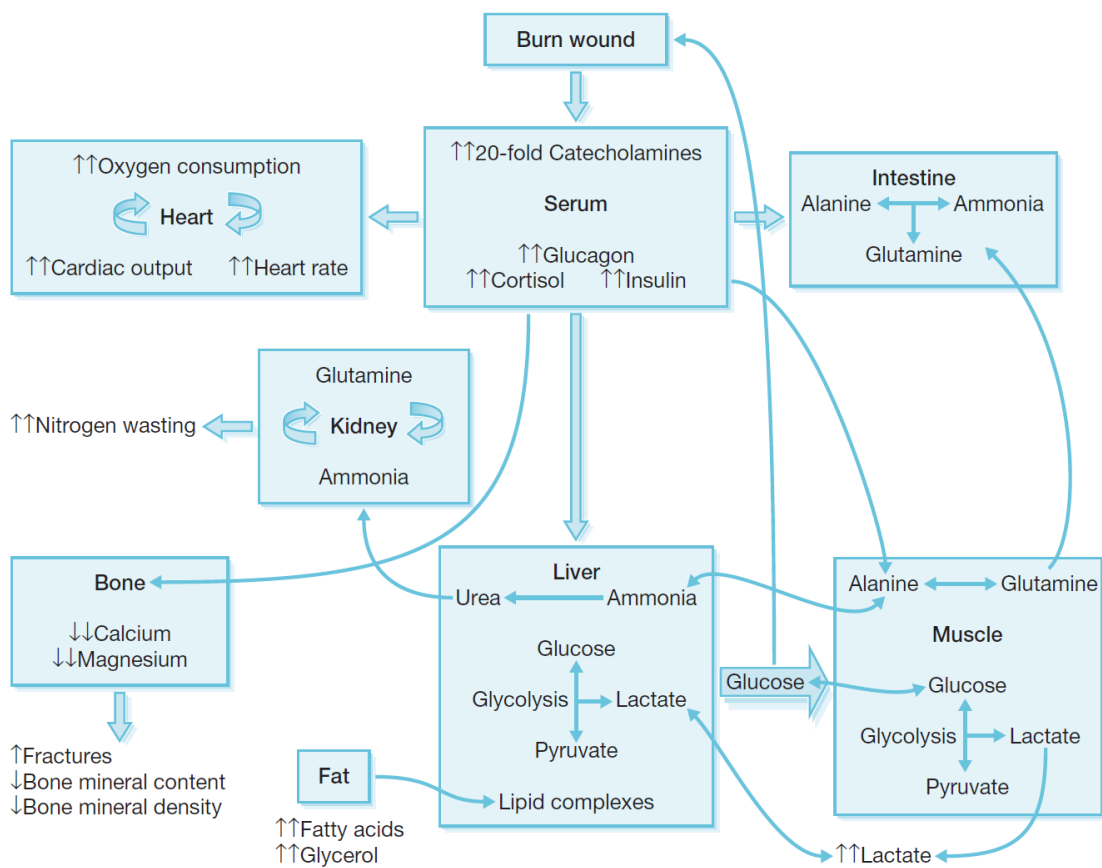 Burn wound
↑↑20-fold Catecholamines
Serum
↑↑Glucagon
↑↑Cortisol ↑↑Insulin
↑↑Oxygen consumption
Heart
↑↑Cardiac output ↑↑Heart rate
Intestine
Alanine Ammonia
Glutamine
Glutamine
Kidney
Ammonia
↑↑Nitrogen wasting
Bone
↓↓Calcium
↓↓Magnesium
↑Fractures
↓Bone mineral content
↓Bone mineral density
Liver
Urea Ammonia
Glucose
Glycolysis Lactate
Pyruvate
Lipid complexes
Fat
↑↑Fatty acids
↑↑Glycerol
Glucose
Alanine Glutamine
Muscle
Glucose
Glycolysis Lactate
Pyruvate
↑↑Lactate